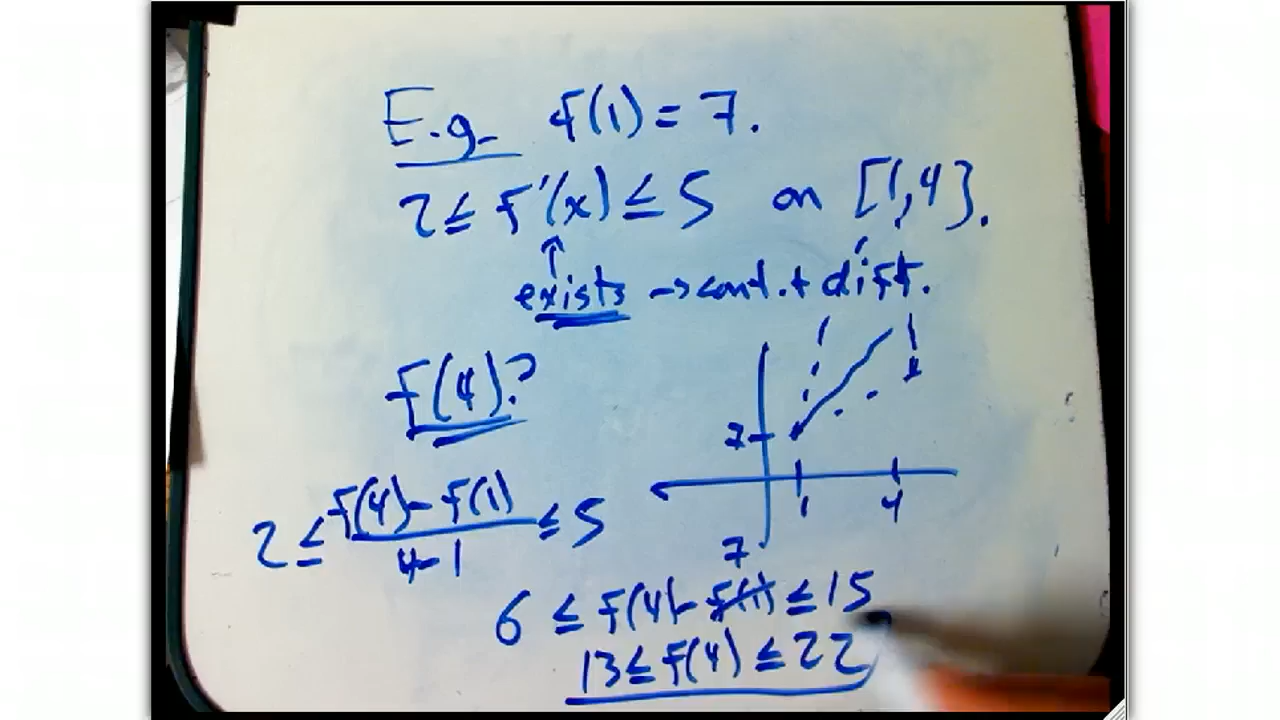 E.g. f(1) = 7.
2 ≤ f'(x) ≤ 5 on [1,4].
↑
exists → cont. + diff.
f(4)?
7
1 4
2 ≤ f(4) - f(1) / 4-1 ≤ 5
7
6 ≤ f(4) - f(1) ≤ 15
13 ≤ f(4) ≤ 22